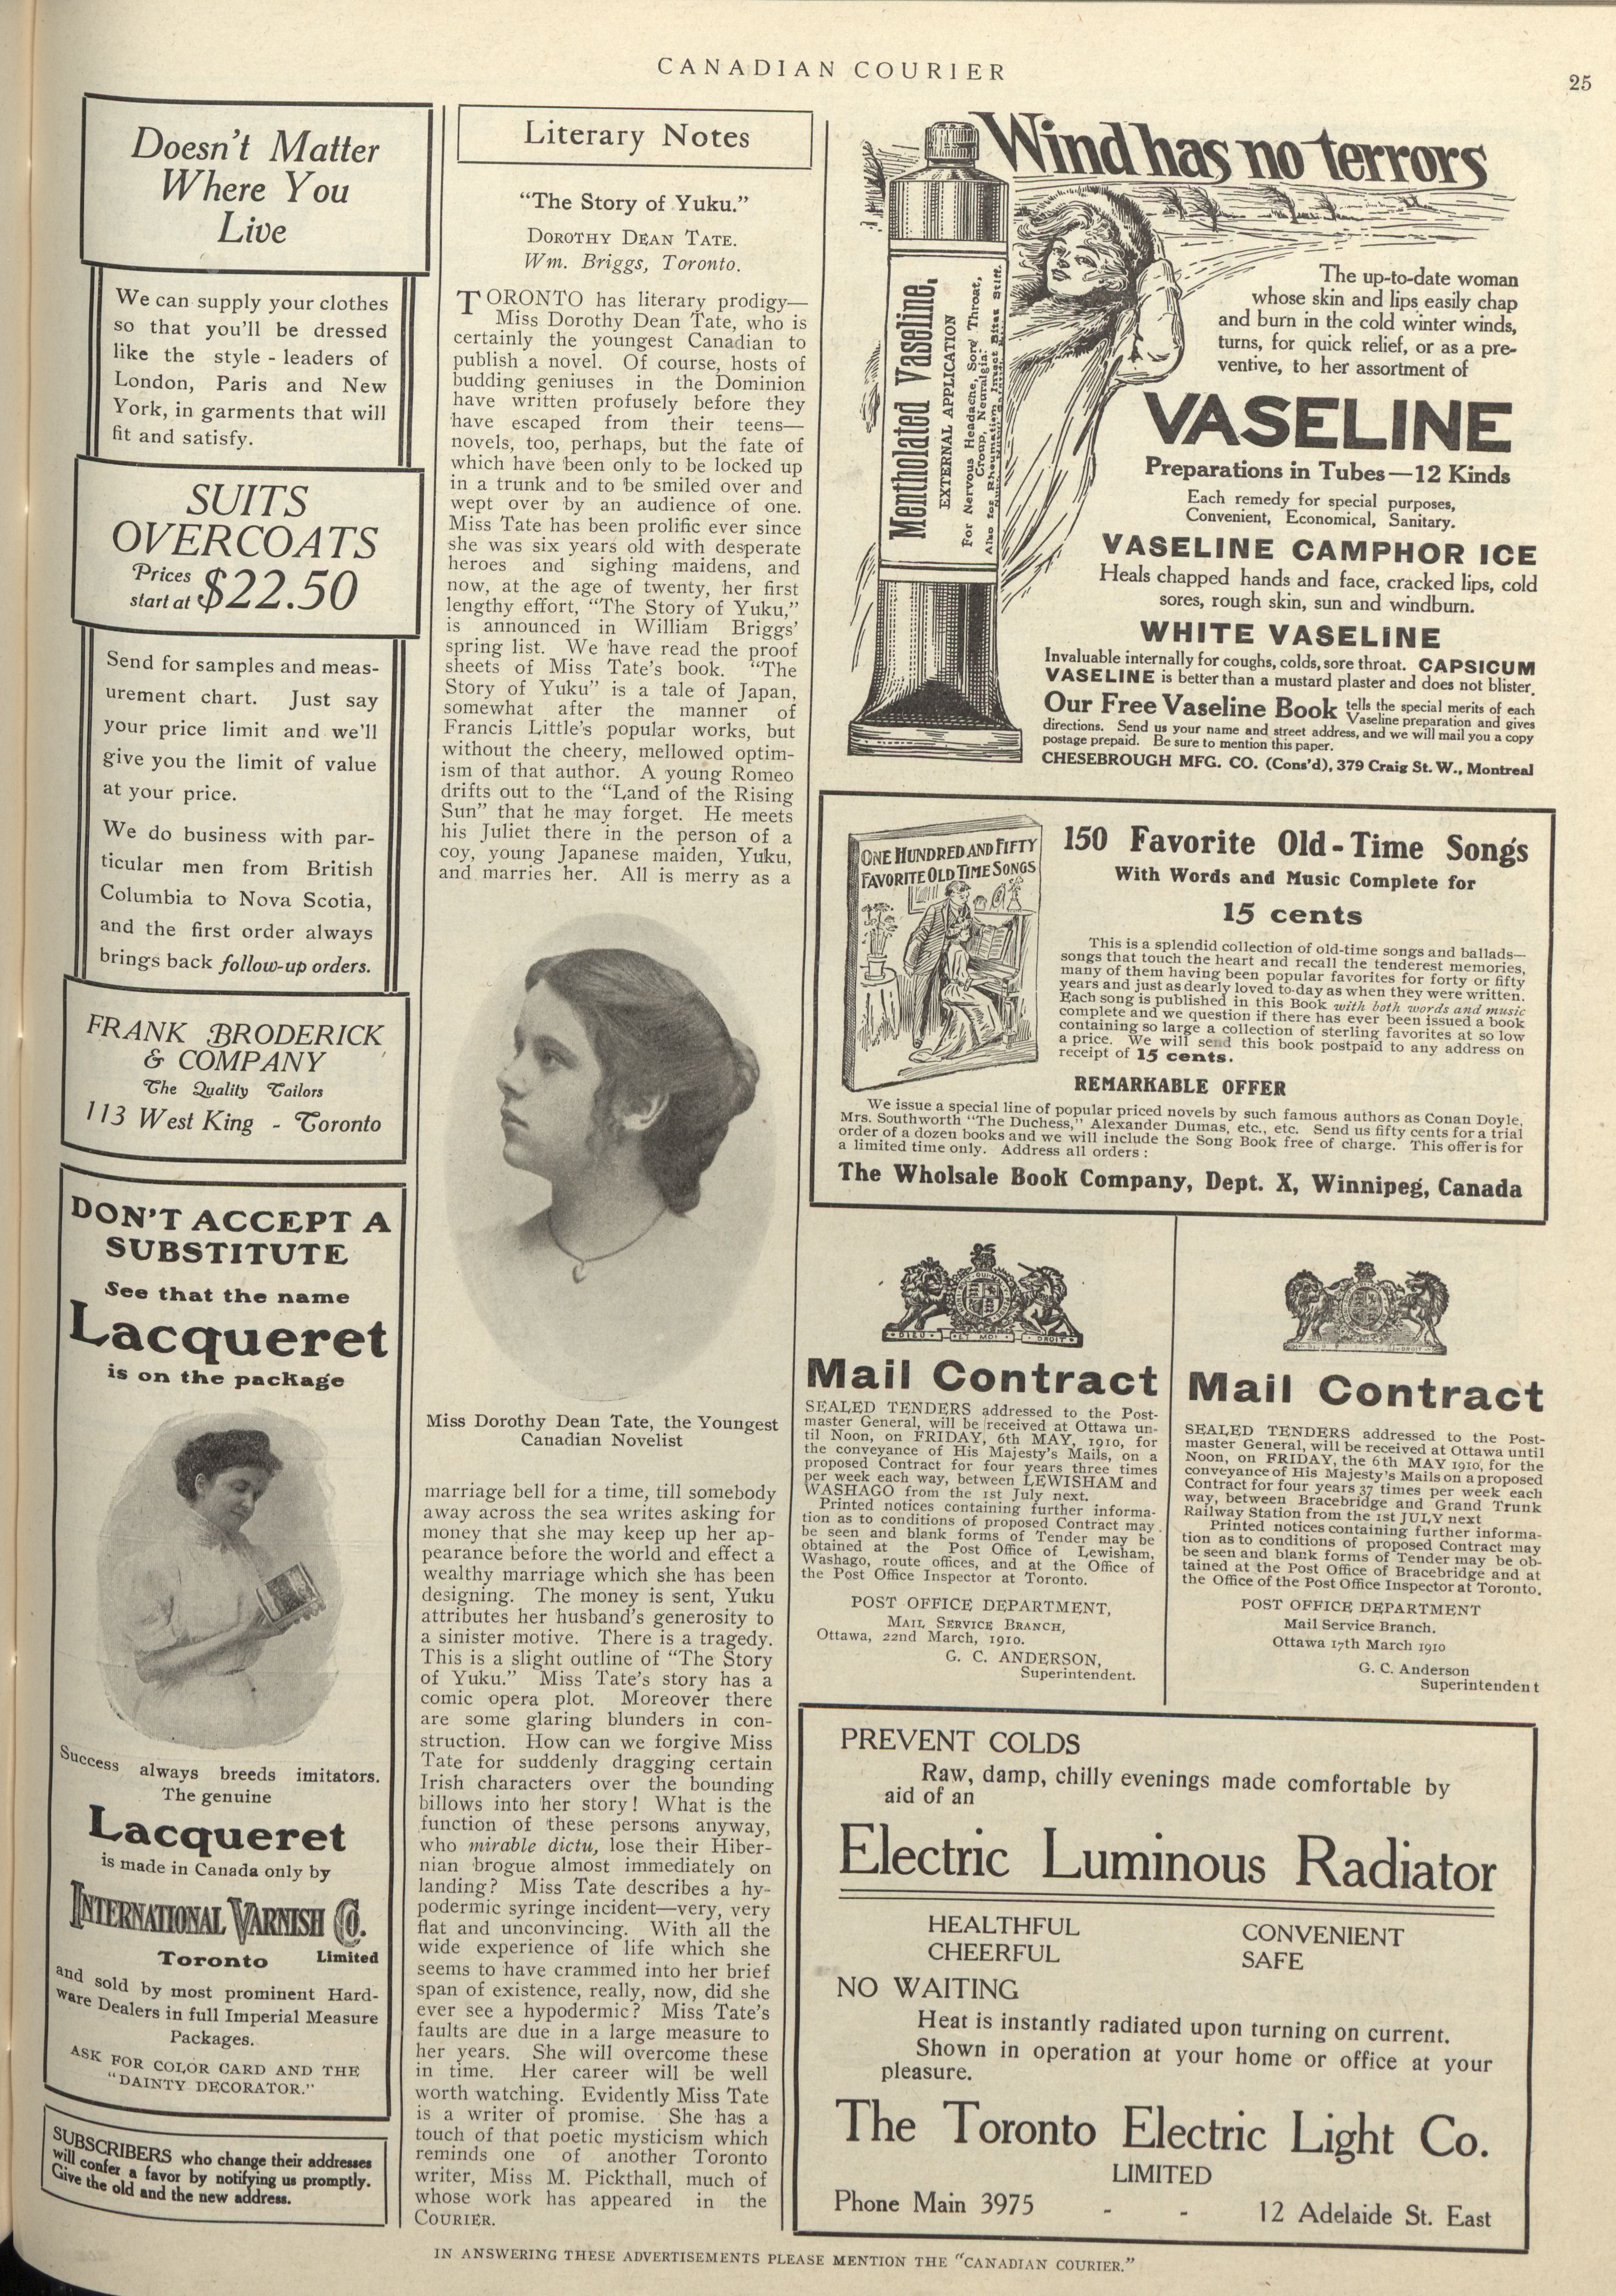 CANADIAN COURIER
25
Doesn't Matter
Where You
Live
We can supply your clothes
so that you'll be dressed
like the style-leaders of
London, Paris and New
York, in garments that will
fit and satisfy.
SUITS
OVERCOATS
Prices
start at $22.50
Send for samples and meas-
urement chart. Just say
your price limit and we'll
give you the limit of value
at your price.
We do business with par-
ticular men from British
Columbia to Nova Scotia,
and the first order always
brings back follow-up orders.
FRANK BRODERICK
& COMPANY
The Quality Tailors
113 West King - Toronto
DON'T ACCEPT A
SUBSTITUTE
See that the name
Lacqueret
is on the package
Success always breeds imitators.
The genuine
Lacqueret
is made in Canada only by
INTERNATIONAL VARNISH CO.
Toronto Limited
and sold by most prominent Hard-
ware Dealers in full Imperial Measure
Packages.
ASK FOR COLOR CARD AND THE
"DAINTY DECORATOR."
SUBSCRIBERS who change their addresses
will confer a favor by notifying us promptly.
Give the old and the new address.
Literary Notes
"The Story of Yuku."
DOROTHY DEAN TATE.
Wm. Briggs, Toronto.
TORONTO has literary prodigy—
Miss Dorothy Dean Tate, who is
certainly the youngest Canadian to
publish a novel. Of course, hosts of
budding geniuses in the Dominion
have written profusely before they
have escaped from their teens—
novels, too, perhaps, but the fate of
which have been only to be locked up
in a trunk and to be smiled over and
wept over by an audience of one.
Miss Tate has been prolific ever since
she was six years old with desperate
heroes and sighing maidens, and
now, at the age of twenty, her first
lengthy effort, "The Story of Yuku,"
is announced in William Briggs'
spring list. We have read the proof
sheets of Miss Tate's book. "The
Story of Yuku" is a tale of Japan,
somewhat after the manner of
Francis Little's popular works, but
without the cheery, mellowed optim-
ism of that author. A young Romeo
drifts out to the "Land of the Rising
Sun" that he may forget. He meets
his Juliet there in the person of a
coy, young Japanese maiden, Yuku,
and marries her. All is merry as a
Miss Dorothy Dean Tate, the Youngest
Canadian Novelist
marriage bell for a time, till somebody
away across the sea writes asking for
money that she may keep up her ap-
pearance before the world and effect a
wealthy marriage which she has been
designing. The money is sent, Yuku
attributes her husband's generosity to
a sinister motive. There is a tragedy.
This is a slight outline of "The Story
of Yuku." Miss Tate's story has a
comic opera plot. Moreover there
are some glaring blunders in con-
struction. How can we forgive Miss
Tate for suddenly dragging certain
Irish characters over the bounding
billows into her story! What is the
function of these persons anyway,
who mirable dictu, lose their Hiber-
nian brogue almost immediately on
landing? Miss Tate describes a hy-
podermic syringe incident—very, very
flat and unconvincing. With all the
wide experience of life which she
seems to have crammed into her brief
span of existence, really, now, did she
ever see a hypodermic? Miss Tate's
faults are due in a large measure to
her years. She will overcome these
in time. Her career will be well
worth watching. Evidently Miss Tate
is a writer of promise. She has a
touch of that poetic mysticism which
reminds one of another Toronto
writer, Miss M. Pickthall, much of
whose work has appeared in the
COURIER.
Wind has no terrors
Mentholated Vaseline.
EXTERNAL APPLICATION
For Nervous Headache, Sore Throat,
Croup, Neuralgia.
Also for Rheumatism, Insect Bites Stiff.
The up-to-date woman
whose skin and lips easily chap
and burn in the cold winter winds,
turns, for quick relief, or as a pre-
ventive, to her assortment of
VASELINE
Preparations in Tubes—12 Kinds
Each remedy for special purposes,
Convenient, Economical, Sanitary.
VASELINE CAMPHOR ICE
Heals chapped hands and face, cracked lips, cold
sores, rough skin, sun and windburn.
WHITE VASELINE
Invaluable internally for coughs, colds, sore throat. CAPSICUM
VASELINE is better than a mustard plaster and does not blister.
Our Free Vaseline Book tells the special merits of each
Vaseline preparation and gives
directions. Send us your name and street address, and we will mail you a copy
postage prepaid. Be sure to mention this paper.
CHESEBROUGH MFG. CO. (Cons'd), 379 Craig St. W., Montreal
ONE HUNDRED AND FIFTY
FAVORITE OLD TIME SONGS
150 Favorite Old-Time Songs
With Words and Music Complete for
15 cents
This is a splendid collection of old-time songs and ballads—
songs that touch the heart and recall the tenderest memories,
many of them having been popular favorites for forty or fifty
years and just as dearly loved to-day as when they were written.
Each song is published in this Book with both words and music
complete and we question if there has ever been issued a book
containing so large a collection of sterling favorites at so low
a price. We will send this book postpaid to any address on
receipt of 15 cents.
REMARKABLE OFFER
We issue a special line of popular priced novels by such famous authors as Conan Doyle,
Mrs. Southworth "The Duchess," Alexander Dumas, etc., etc. Send us fifty cents for a trial
order of a dozen books and we will include the Song Book free of charge. This offer is for
a limited time only. Address all orders:
The Wholsale Book Company, Dept. X, Winnipeg, Canada
DIEU ET MOI DROIT
Mail Contract
SEALED TENDERS addressed to the Post-
master General, will be received at Ottawa un-
til Noon, on FRIDAY, 6th MAY, 1910, for
the conveyance of His Majesty's Mails, on a
proposed Contract for four years three times
per week each way, between LEWISHAM and
WASHAGO from the 1st July next.
Printed notices containing further informa-
tion as to conditions of proposed Contract may
be seen and blank forms of Tender may be
obtained at the Post Office of Lewisham,
Washago, route offices, and at the Office of
the Post Office Inspector at Toronto.
POST OFFICE DEPARTMENT,
MAIL SERVICE BRANCH,
Ottawa, 22nd March, 1910.
G. C. ANDERSON,
Superintendent.
Mail Contract
SEALED TENDERS addressed to the Post-
master General, will be received at Ottawa until
Noon, on FRIDAY, the 6th MAY 1910, for the
conveyance of His Majesty's Mails on a proposed
Contract for four years 37 times per week each
way, between Bracebridge and Grand Trunk
Railway Station from the 1st JULY next
Printed notices containing further informa-
tion as to conditions of proposed Contract may
be seen and blank forms of Tender may be ob-
tained at the Post Office of Bracebridge and at
the Office of the Post Office Inspector at Toronto.
POST OFFICE DEPARTMENT
Mail Service Branch.
Ottawa 17th March 1910
G. C. Anderson
Superintendent
PREVENT COLDS
Raw, damp, chilly evenings made comfortable by
aid of an
Electric Luminous Radiator
HEALTHFUL CONVENIENT
CHEERFUL SAFE
NO WAITING
Heat is instantly radiated upon turning on current.
Shown in operation at your home or office at your
pleasure.
The Toronto Electric Light Co.
LIMITED
Phone Main 3975 - - 12 Adelaide St. East
IN ANSWERING THESE ADVERTISEMENTS PLEASE MENTION THE "CANADIAN COURIER."